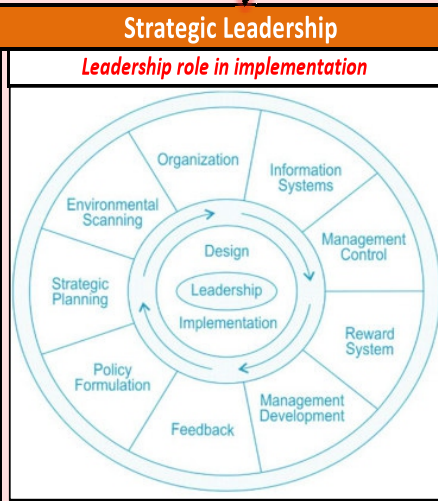 Strategic Leadership
Leadership role in implementation
Organization
Information
Systems
Environmental
Scanning
Management
Control
Design
Strategic
Planning
Leadership
Implementation
Reward
System
Policy
Formulation
Management
Development
Feedback